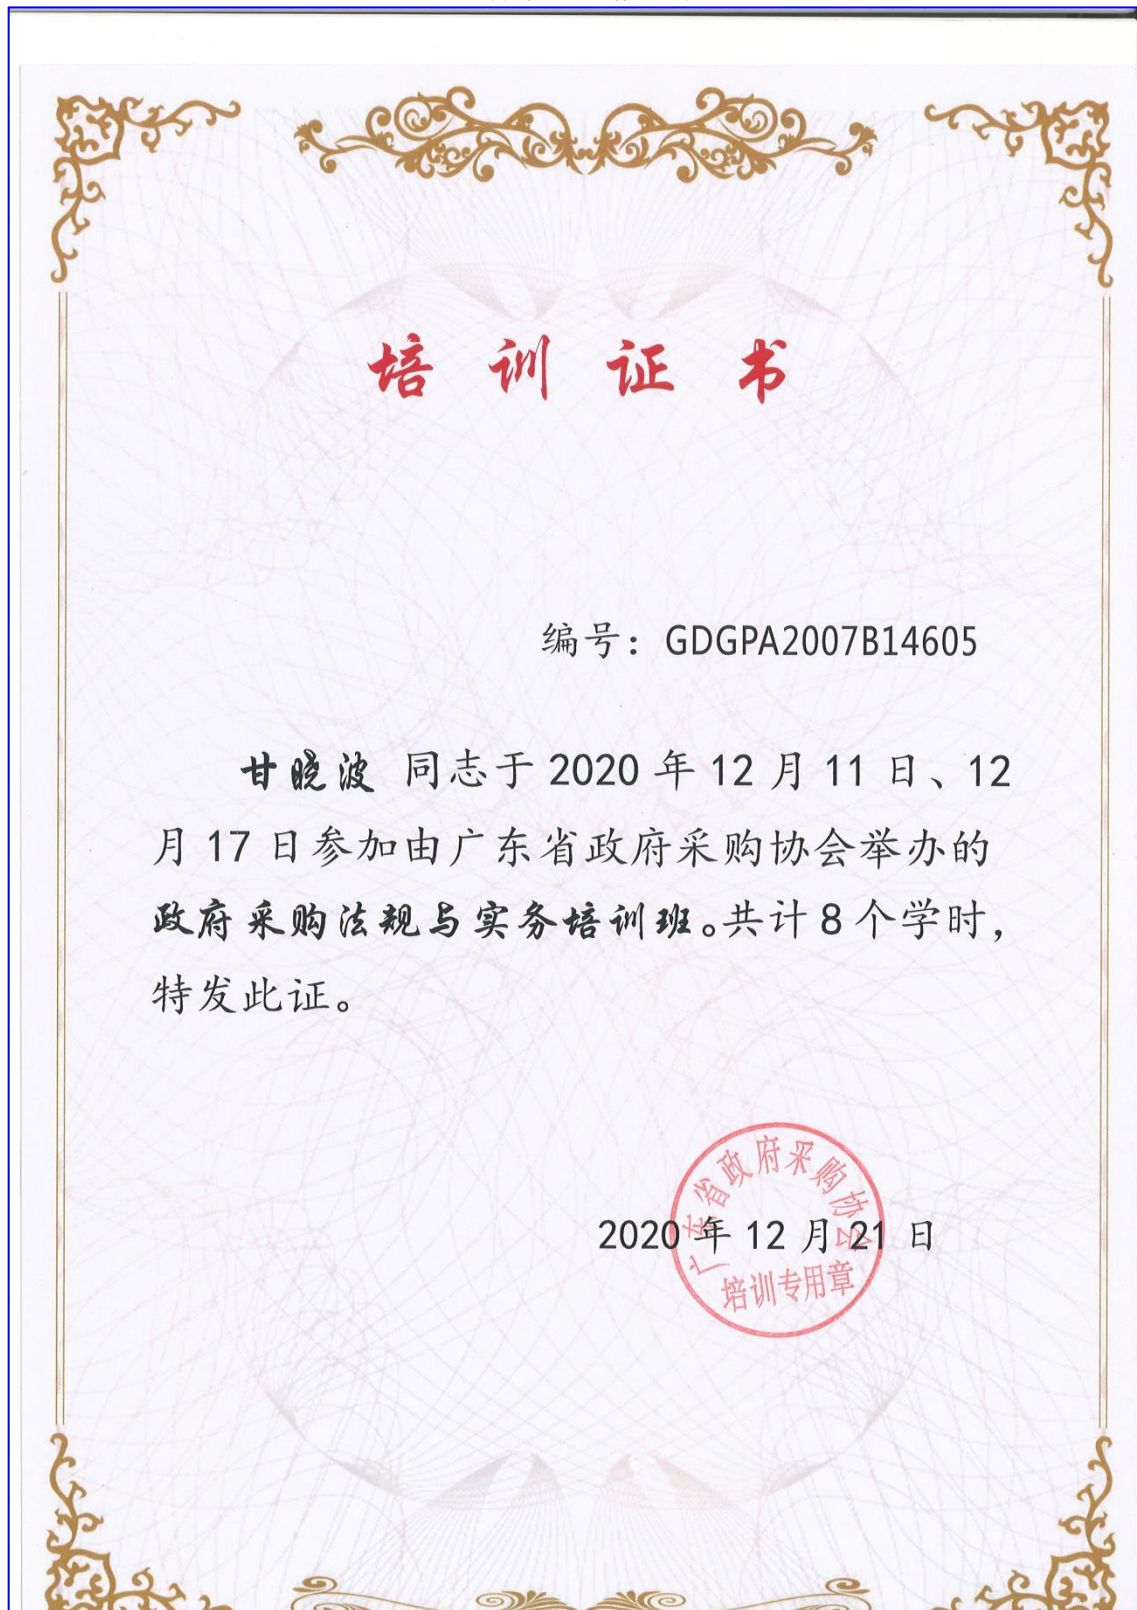 培训证书
编号：GDGPA2007B14605
甘晓波 同志于 2020 年 12 月 11 日、12
月 17 日参加由广东省政府采购协会举办的
政府采购法规与实务培训班。共计 8 个学时，
特发此证。
广东省政府采购协会
2020 年 12 月 21 日
培训专用章